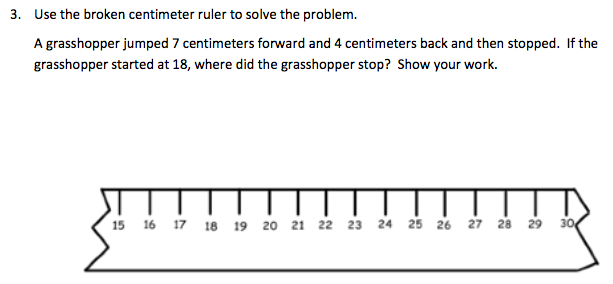 3. Use the broken centimeter ruler to solve the problem.
A grasshopper jumped 7 centimeters forward and 4 centimeters back and then stopped. If the
grasshopper started at 18, where did the grasshopper stop? Show your work.
15 16 17 18 19 20 21 22 23 24 25 26 27 28 29 30